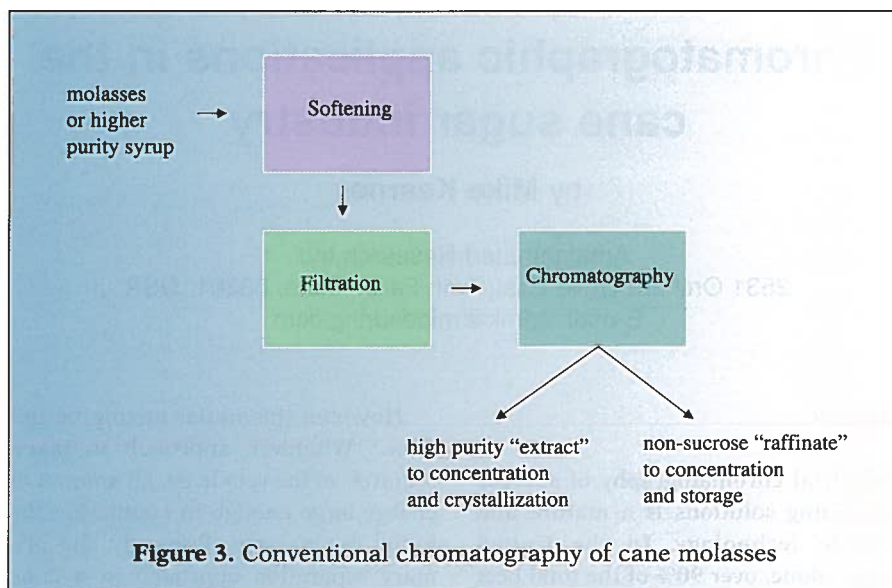 molasses
or higher
purity syrup
Softening
Filtration
Chromatography
high purity “extract”
to concentration
and crystallization
non-sucrose “raffinate”
to concentration
and storage
Figure 3. Conventional chromatography of cane molasses